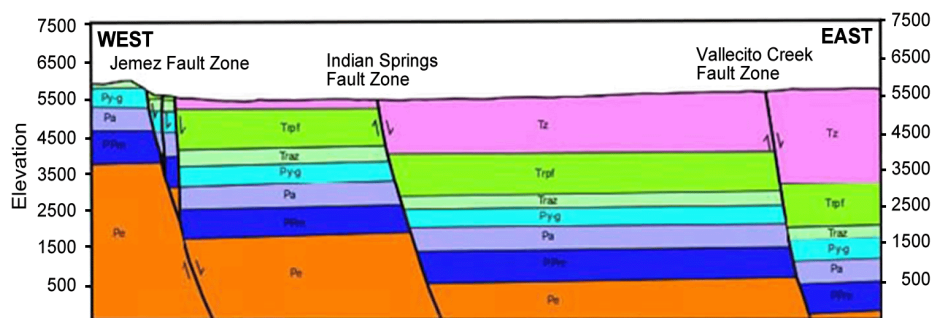 7500
6500
5500
4500
3500
2500
1500
500
Elevation
WEST
EAST
Jemez Fault Zone
Indian Springs
Fault Zone
Vallecito Creek
Fault Zone
7500
6500
5500
4500
3500
2500
1500
500
Py-g
Pa
PPm
Pe
Trpf
Traz
Py-g
Pa
PPm
Pe
Tz
Trpf
Traz
Py-g
Pa
PPm
Pe
Tz
Trpf
Traz
Py-g
Pa
PPm